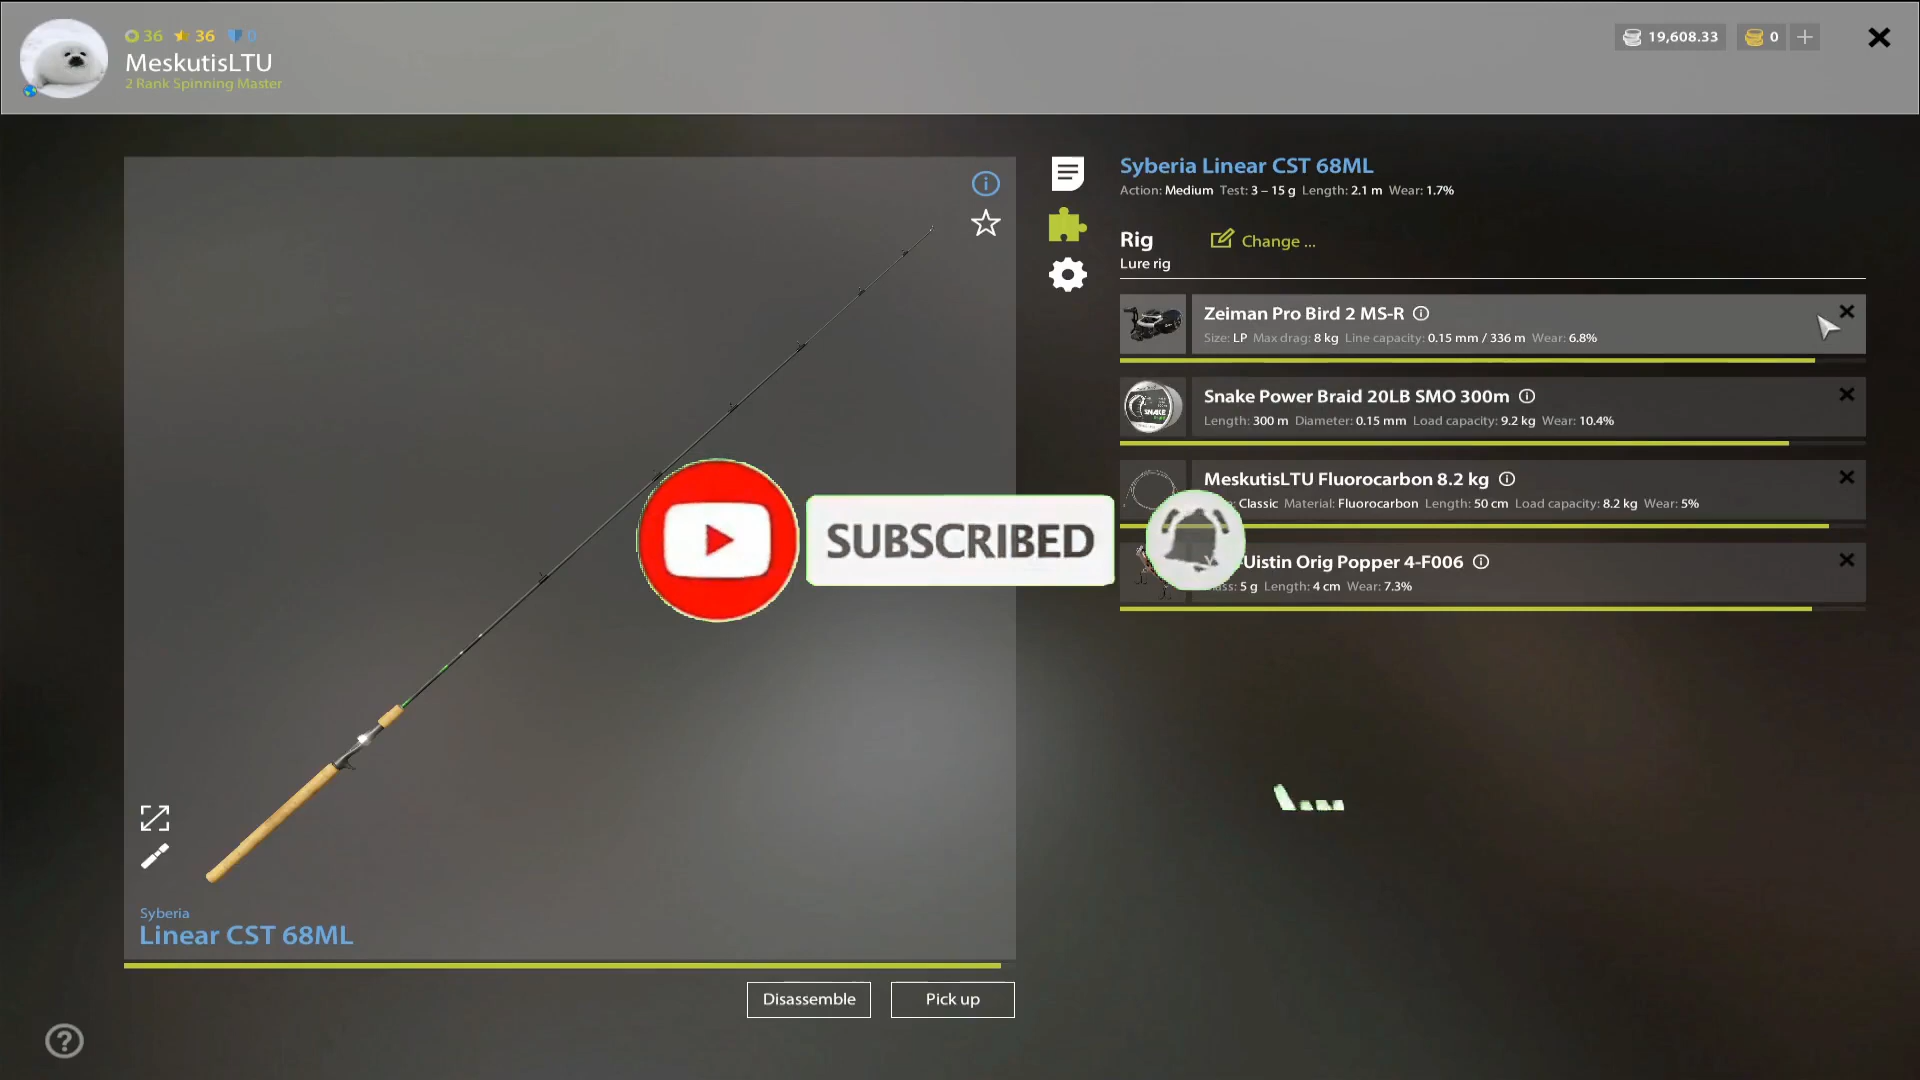 36 36 0
MeskutisLTU
2 Rank Spinning Master
19,608.33
0
Syberia Linear CST 68ML
Action: Medium Test: 3 – 15 g Length: 2.1 m Wear: 1.7%
Rig
Change ...
Lure rig
Zeiman Pro Bird 2 MS-R
Size: LP Max drag: 8 kg Line capacity: 0.15 mm / 336 m Wear: 6.8%
Snake Power Braid 20LB SMO 300m
Length: 300 m Diameter: 0.15 mm Load capacity: 9.2 kg Wear: 10.4%
MeskutisLTU Fluorocarbon 8.2 kg
Classic Material: Fluorocarbon Length: 50 cm Load capacity: 8.2 kg Wear: 5%
SUBSCRIBED
Uistin Orig Popper 4-F006
5 g Length: 4 cm Wear: 7.3%
Syberia
Linear CST 68ML
Disassemble
Pick up